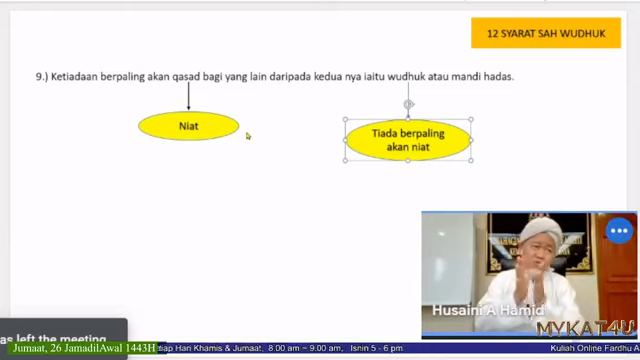 12 SYARAT SAH WUDHUK
9.) Ketiadaan berpaling akan qasad bagi yang lain daripada kedua nya iaitu wudhuk atau mandi hadas.
Niat
Tiada berpaling
akan niat
Husaini A Hamid
MYKAT4U
as left the meeting
Jumaat, 26 JamadilAwal 1443H
etiap Hari Khamis & Jumaat, 8.00 am ~ 9.00 am, Isnin 5 - 6 pm)
Kuliah Online Fardhu A